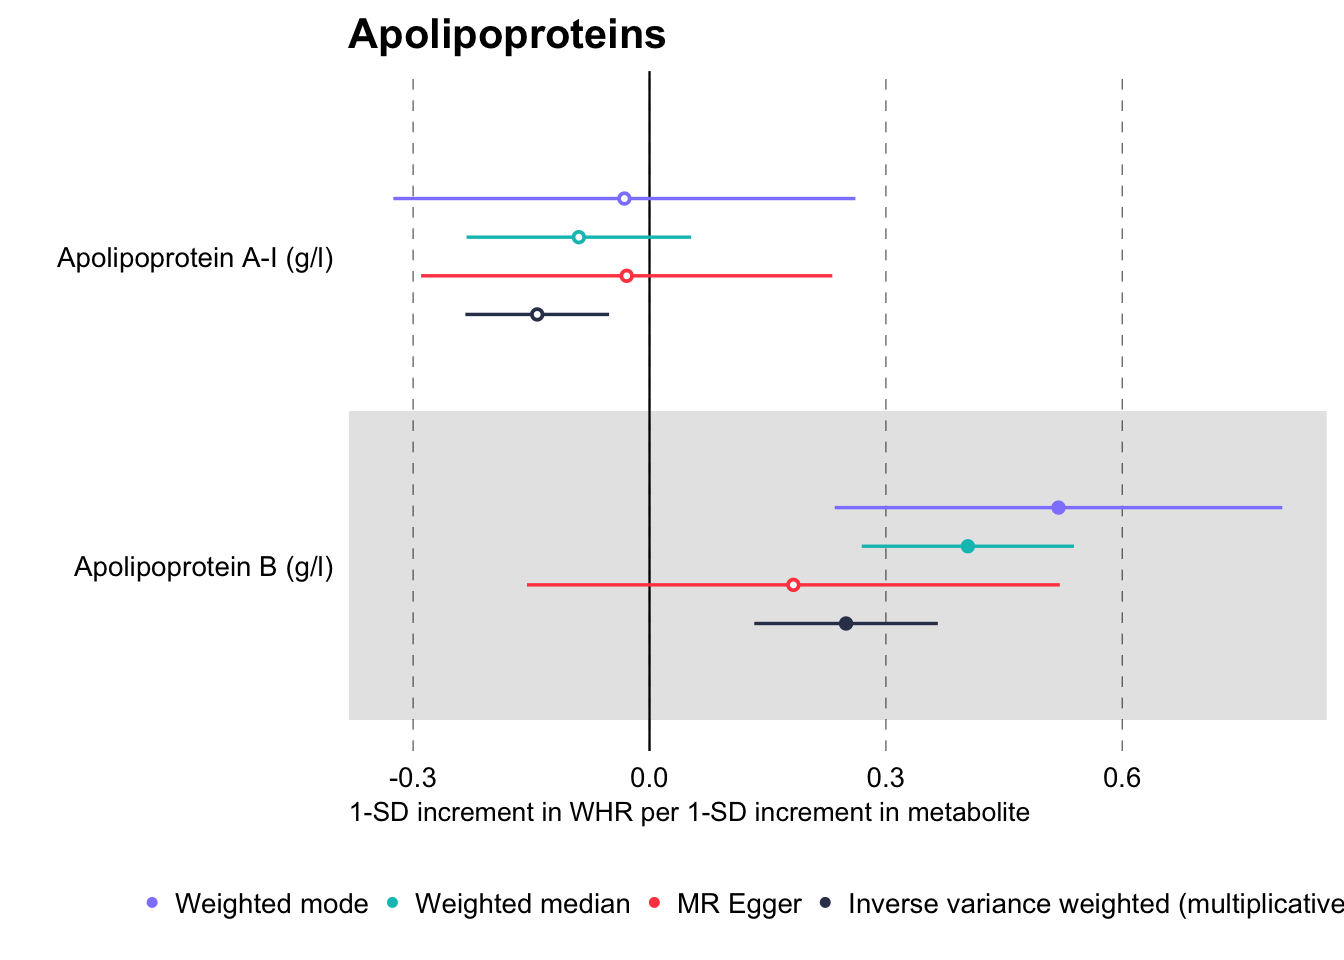 Apolipoproteins
Apolipoprotein A-I (g/l)
Apolipoprotein B (g/l)
-0.3 0.0 0.3 0.6
1-SD increment in WHR per 1-SD increment in metabolite
Weighted mode Weighted median MR Egger Inverse variance weighted (multiplicative